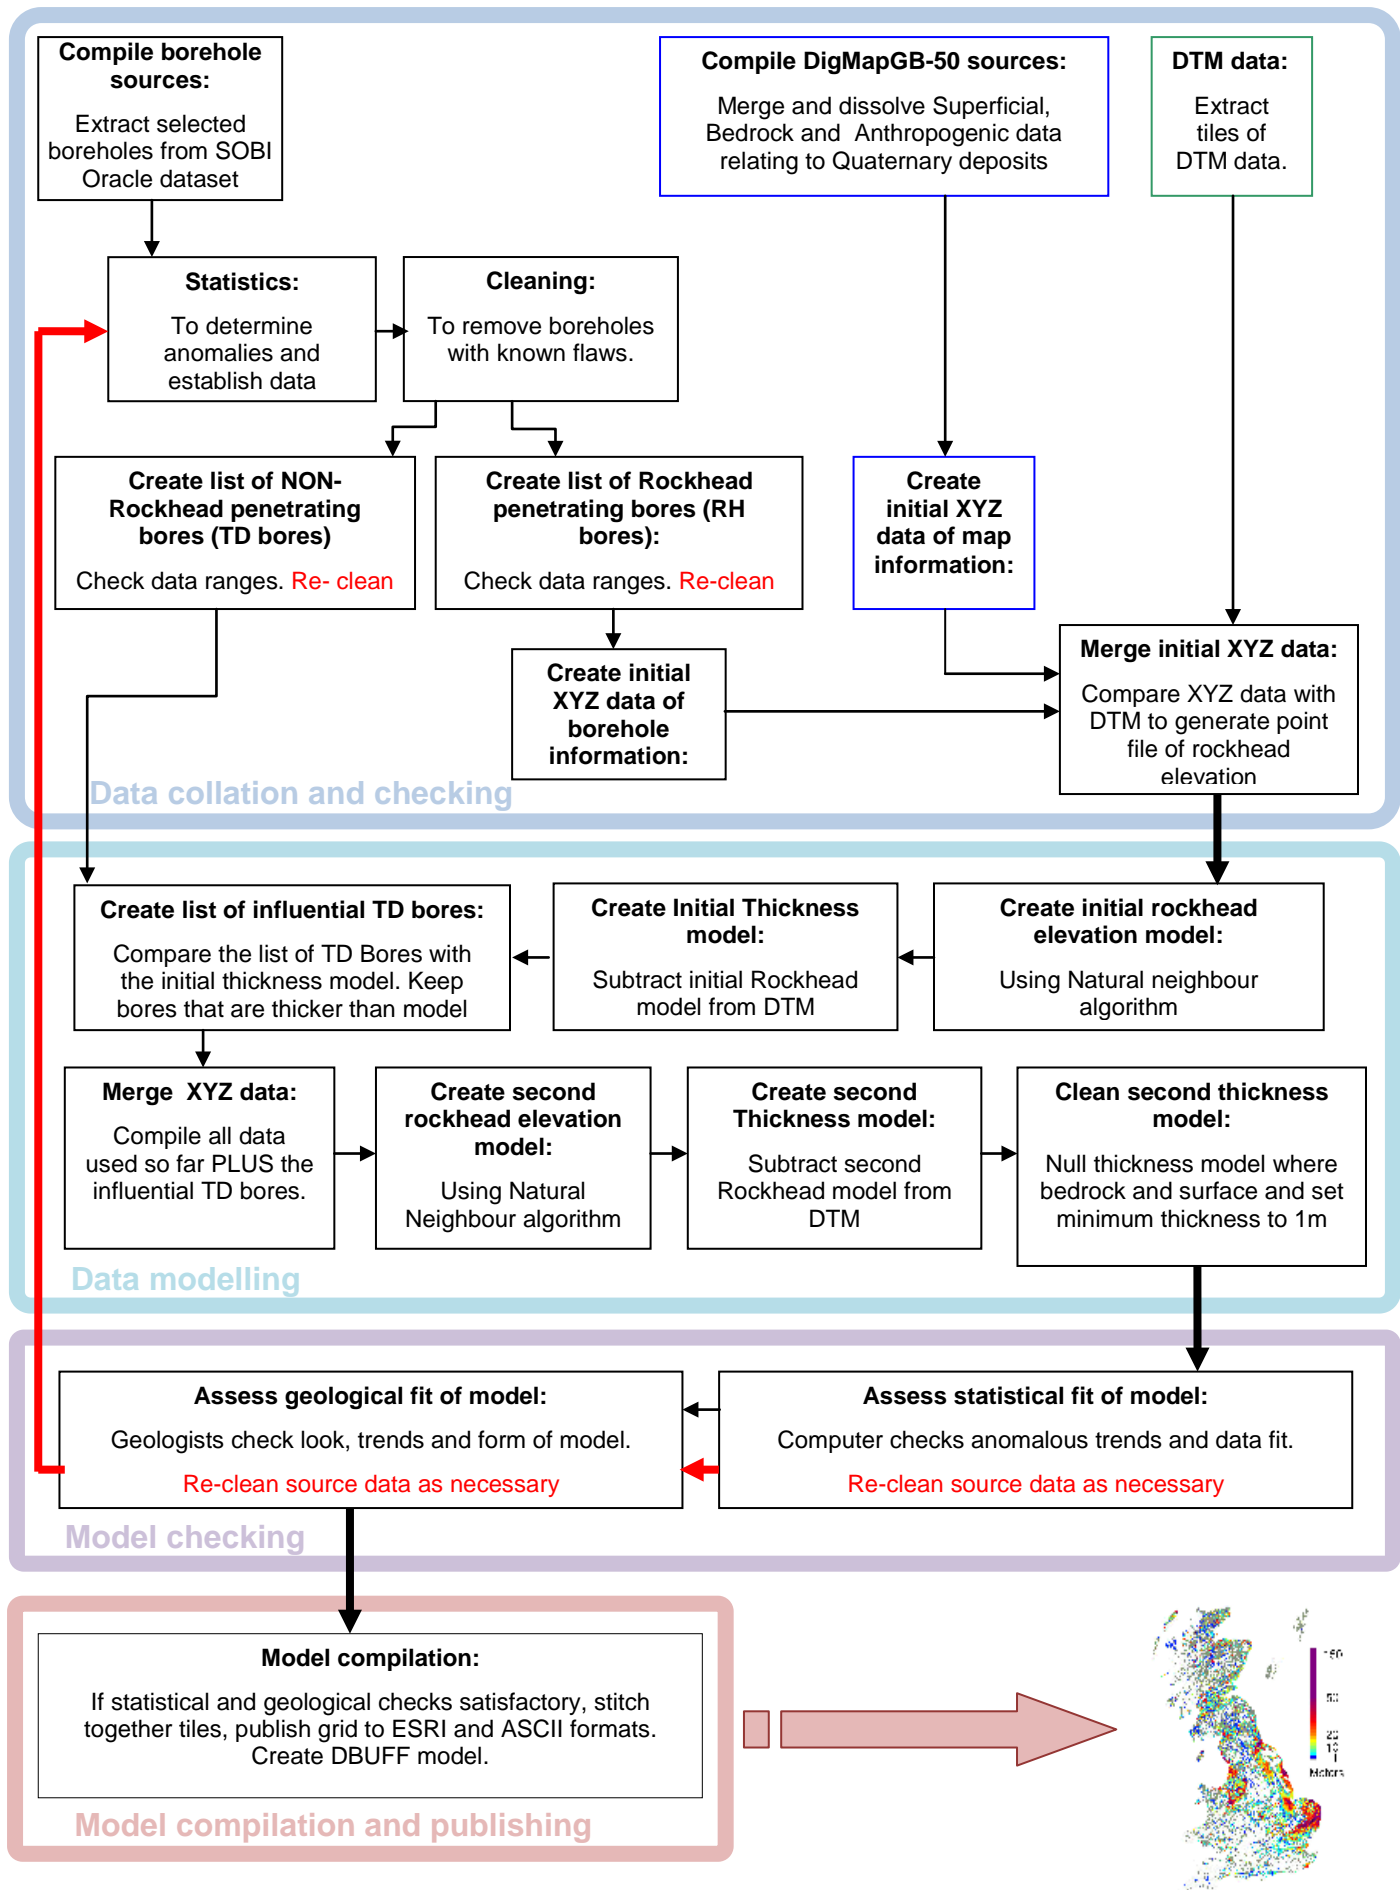 Compile borehole
sources:
Extract selected
boreholes from SOBI
Oracle dataset
Compile DigMapGB-50 sources:
Merge and dissolve Superficial,
Bedrock and Anthropogenic data
relating to Quaternary deposits
DTM data:
Extract
tiles of
DTM data.
Statistics:
To determine
anomalies and
establish data
Cleaning:
To remove boreholes
with known flaws.
Create list of NON-
Rockhead penetrating
bores (TD bores)
Check data ranges. Re- clean
Create list of Rockhead
penetrating bores (RH
bores):
Check data ranges. Re-clean
Create
initial XYZ
data of map
information:
Create initial
XYZ data of
borehole
information:
Merge initial XYZ data:
Compare XYZ data with
DTM to generate point
file of rockhead
elevation
Data collation and checking
Create list of influential TD bores:
Compare the list of TD Bores with
the initial thickness model. Keep
bores that are thicker than model
Create Initial Thickness
model:
Subtract initial Rockhead
model from DTM
Create initial rockhead
elevation model:
Using Natural neighbour
algorithm
Merge XYZ data:
Compile all data
used so far PLUS the
influential TD bores.
Create second
rockhead elevation
model:
Using Natural
Neighbour algorithm
Create second
Thickness model:
Subtract second
Rockhead model from
DTM
Clean second thickness
model:
Null thickness model where
bedrock and surface and set
minimum thickness to 1m
Data modelling
Assess geological fit of model:
Geologists check look, trends and form of model.
Re-clean source data as necessary
Assess statistical fit of model:
Computer checks anomalous trends and data fit.
Re-clean source data as necessary
Model checking
Model compilation:
If statistical and geological checks satisfactory, stitch
together tiles, publish grid to ESRI and ASCII formats.
Create DBUFF model.
Model compilation and publishing